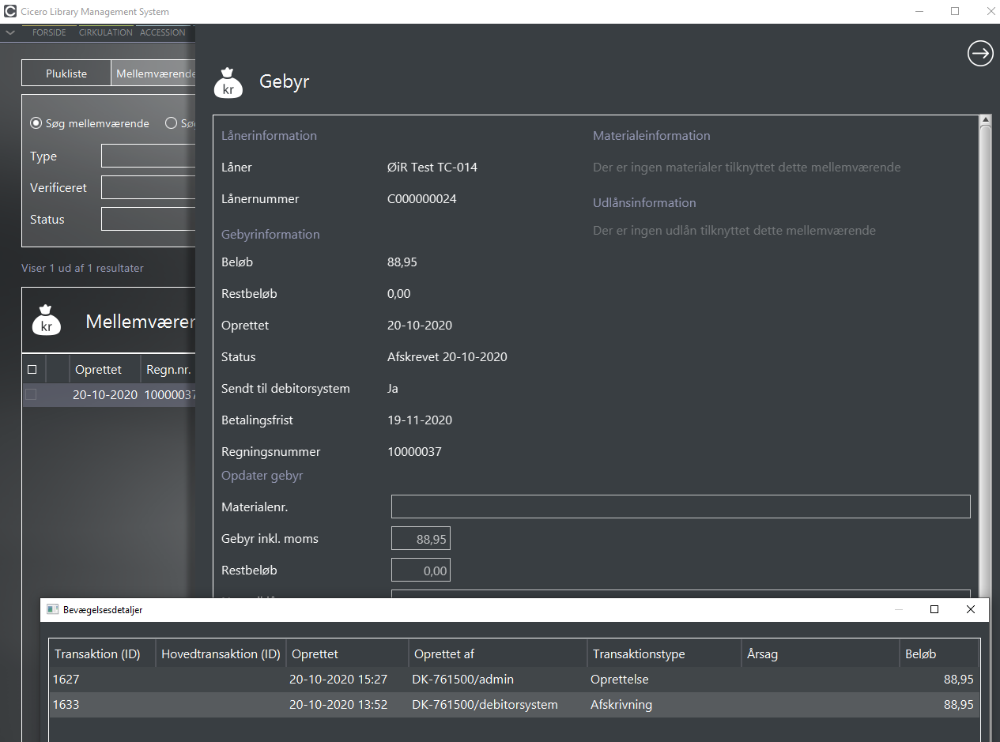 Cicero Library Management System
FORSIDE CIRKULATION ACCESSION
Plukliste Mellemværende
Søg mellemværende
Type
Verificeret
Status
Viser 1 ud af 1 resultater
kr
Oprettet Regn.nr.
20-10-2020 10000037
kr Gebyr
Lånerinformation
Låner ØiR Test TC-014
Lånernummer C000000024
Gebyrinformation
Beløb 88,95
Restbeløb 0,00
Oprettet 20-10-2020
Status Afskrevet 20-10-2020
Sendt til debitorsystem Ja
Betalingsfrist 19-11-2020
Regningsnummer 10000037
Opdater gebyr
Materialenr.
Gebyr inkl. moms 88,95
Restbeløb 0,00
Materialeinformation
Der er ingen materialer tilknyttet dette mellemværende
Udlånsinformation
Der er ingen udlån tilknyttet dette mellemværende
Bevægelsesdetaljer
Transaktion (ID) Hovedtransaktion (ID) Oprettet Oprettet af Transaktionstype Årsag Beløb
1627 20-10-2020 15:27 DK-761500/admin Oprettelse 88,95
1633 20-10-2020 13:52 DK-761500/debitorsystem Afskrivning 88,95